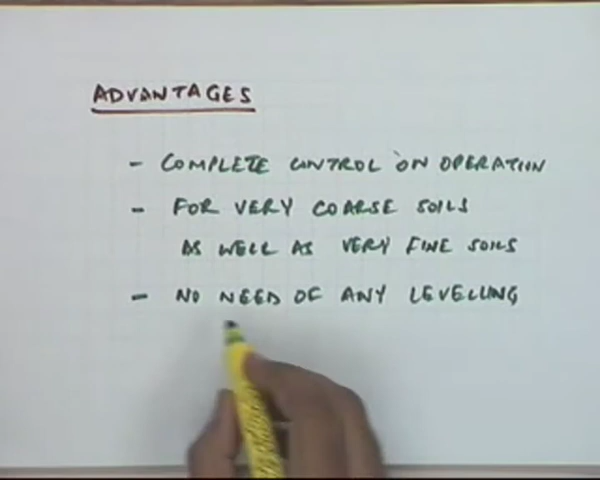 ADVANTAGES
- COMPLETE CONTROL ON OPERATION
- FOR VERY COARSE SOILS
AS WELL AS VERY FINE SOILS
- NO NEED OF ANY LEVELLING